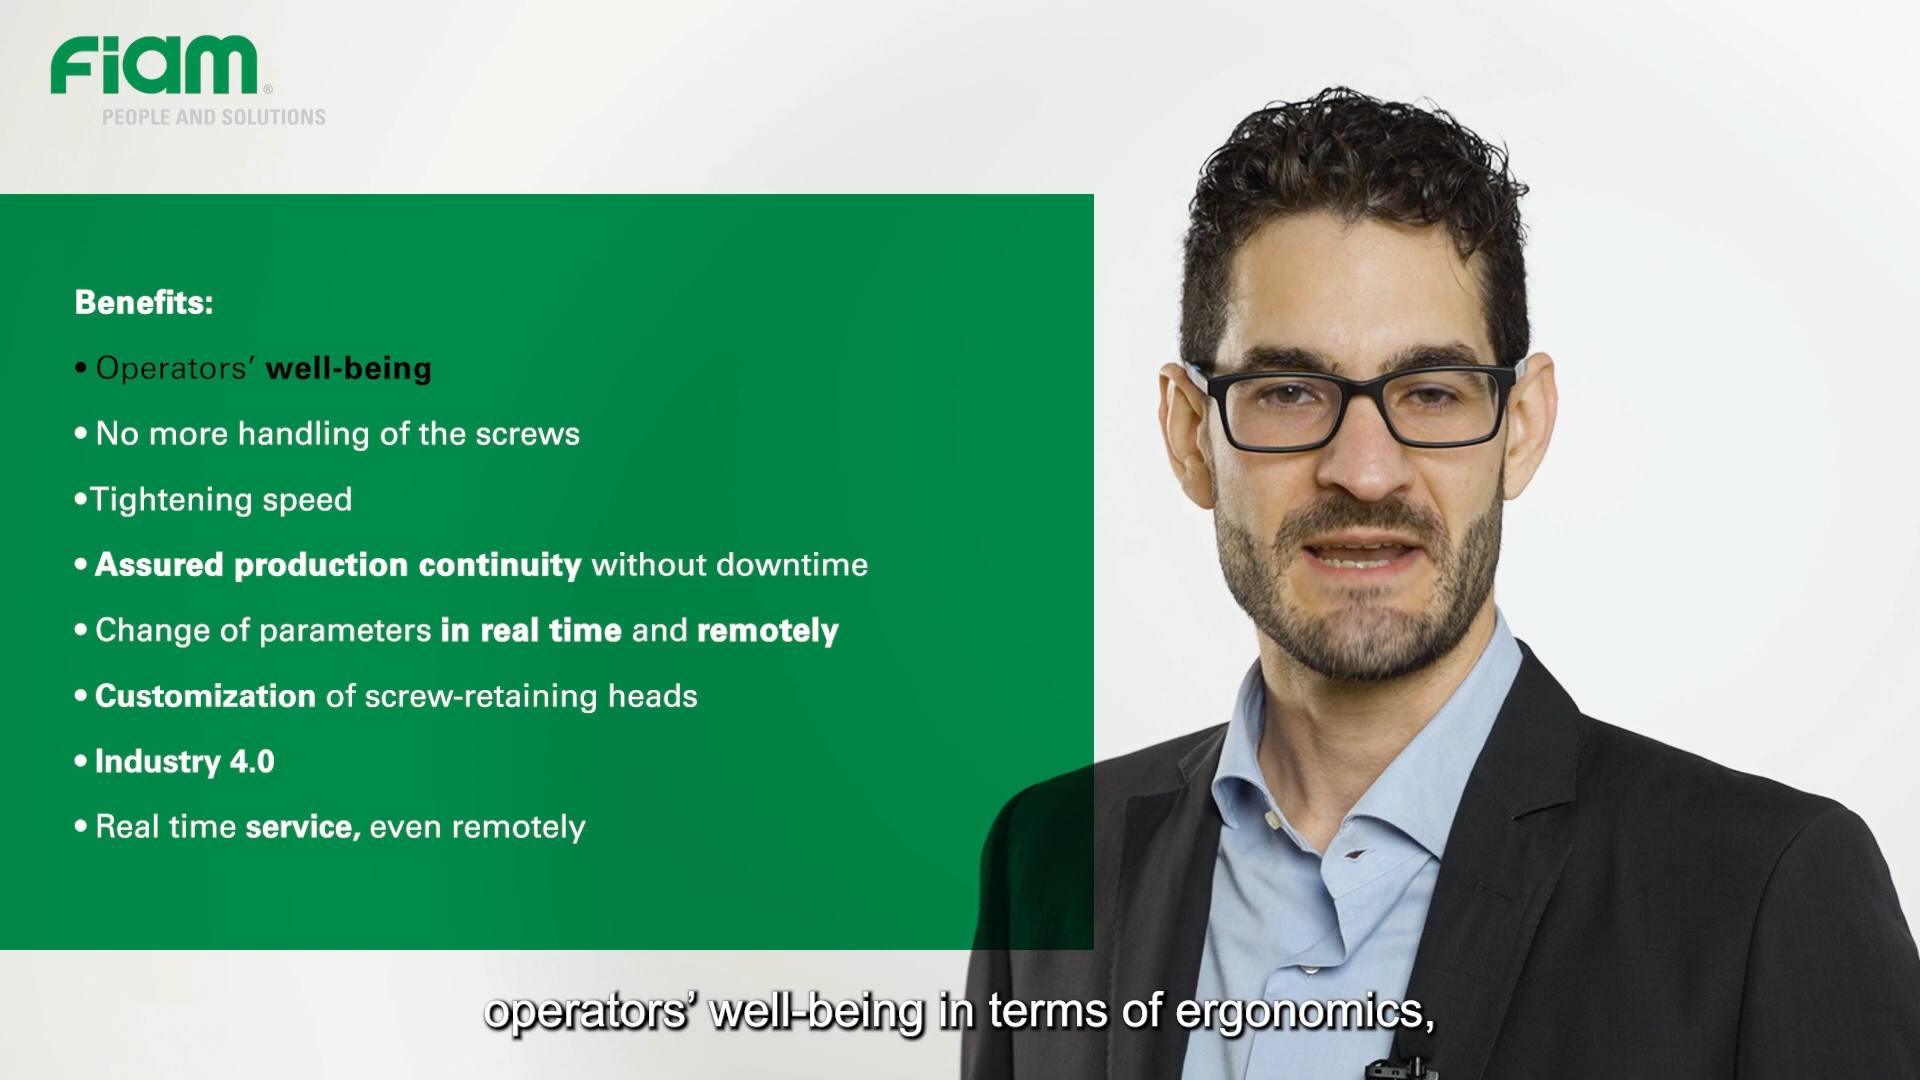 Fiam®
PEOPLE AND SOLUTIONS
Benefits:
• Operators’ well-being
• No more handling of the screws
•Tightening speed
• Assured production continuity without downtime
• Change of parameters in real time and remotely
• Customization of screw-retaining heads
• Industry 4.0
• Real time service, even remotely
operators’ well-being in terms of ergonomics,